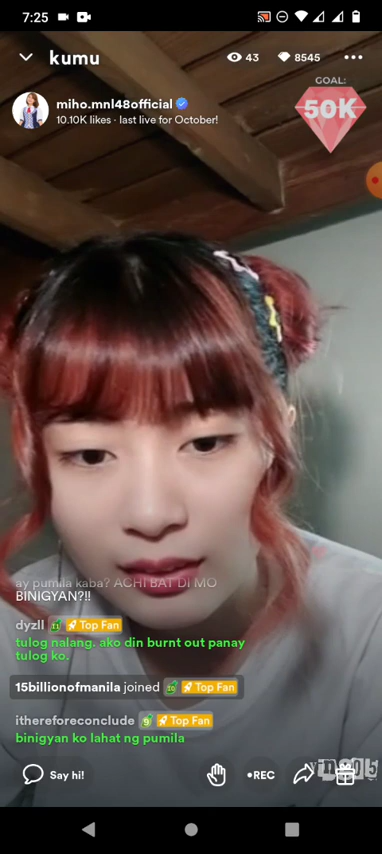 7:25
kumu
43
8545
GOAL:
50K
miho.mnl48official
10.10K likes · last live for October!
ay pumila kaba? ACHI BAT DI MO
BINIGYAN?!!
dyzll 11 Top Fan
tulog nalang. ako din burnt out panay
tulog ko.
15billionofmanila joined Top Fan
ithereforeconclude 9 Top Fan
binigyan ko lahat ng pumila
Say hi!
•REC